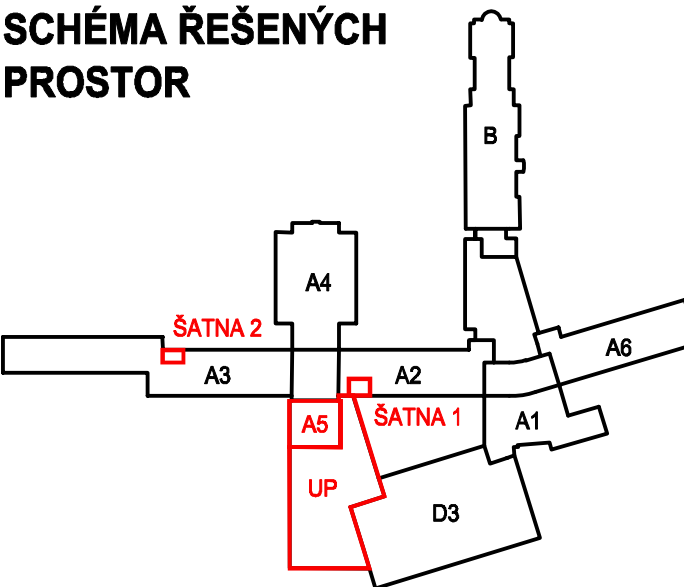 SCHÉMA ŘEŠENÝCH
PROSTOR
B
A4
ŠATNA 2
A6
A3
A2
ŠATNA 1
A5
A1
UP
D3